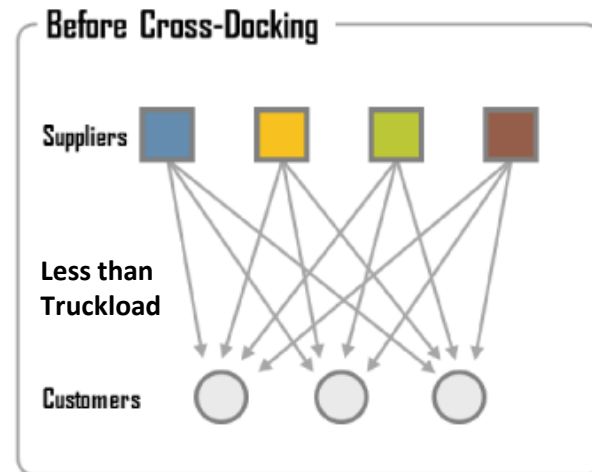 Before Cross-Docking
Suppliers
Less than
Truckload
Customers